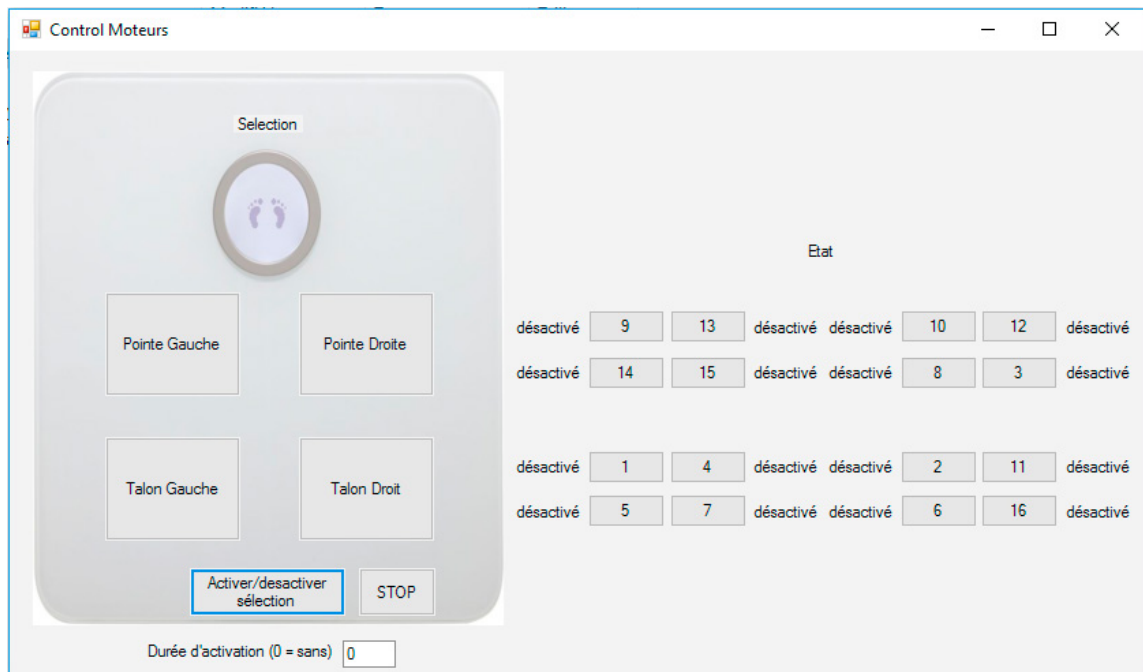 Control Moteurs
Selection
Etat
Pointe Gauche
Pointe Droite
désactivé 9 13 désactivé désactivé 10 12 désactivé
désactivé 14 15 désactivé désactivé 8 3 désactivé
Talon Gauche
Talon Droit
désactivé 1 4 désactivé désactivé 2 11 désactivé
désactivé 5 7 désactivé désactivé 6 16 désactivé
Activer/desactiver
sélection
STOP
Durée d'activation (0 = sans) 0